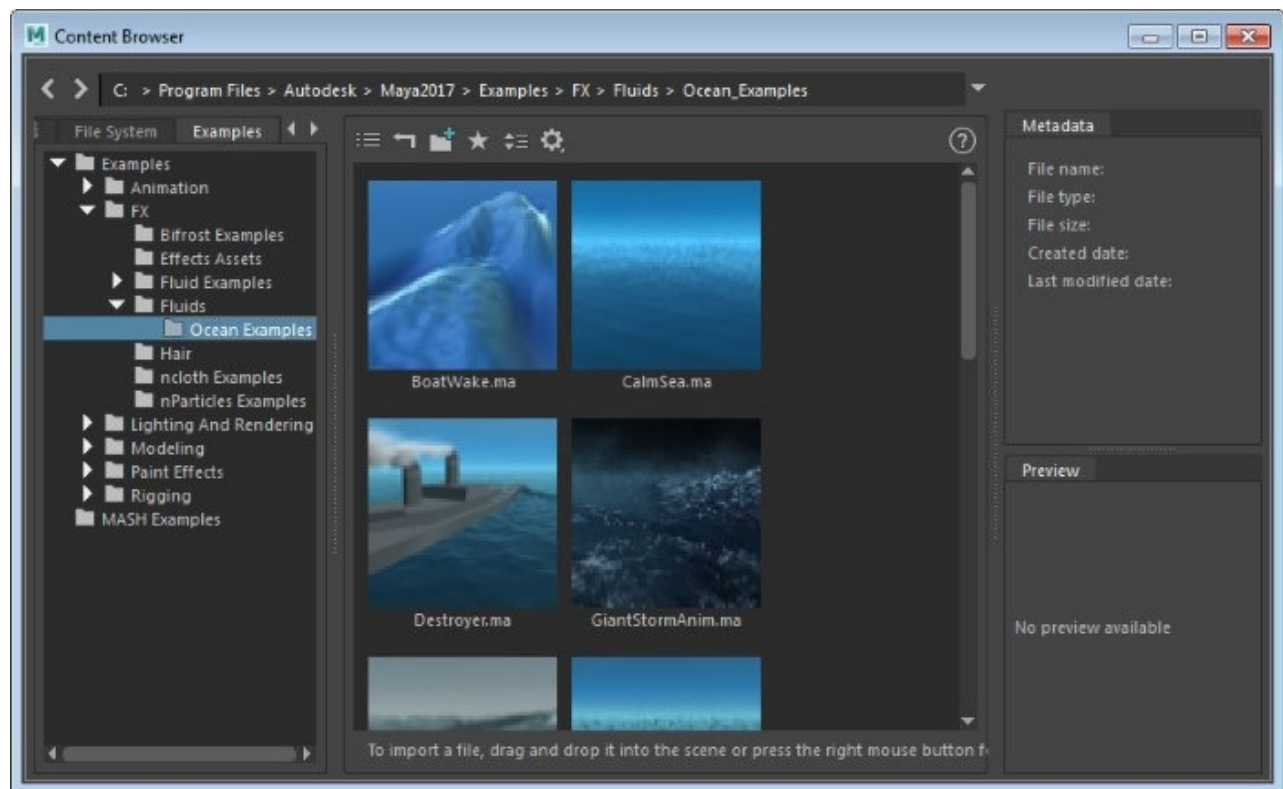 Content Browser
C: > Program Files > Autodesk > Maya2017 > Examples > FX > Fluids > Ocean_Examples
File System Examples
Examples
Animation
FX
Bifrost Examples
Effects Assets
Fluid Examples
Fluids
Ocean Examples
Hair
ncloth Examples
nParticles Examples
Lighting And Rendering
Modeling
Paint Effects
Rigging
MASH Examples
BoatWake.ma
CalmSea.ma
Destroyer.ma
GiantStormAnim.ma
To import a file, drag and drop it into the scene or press the right mouse button f
Metadata
File name:
File type:
File size:
Created date:
Last modified date:
Preview
No preview available